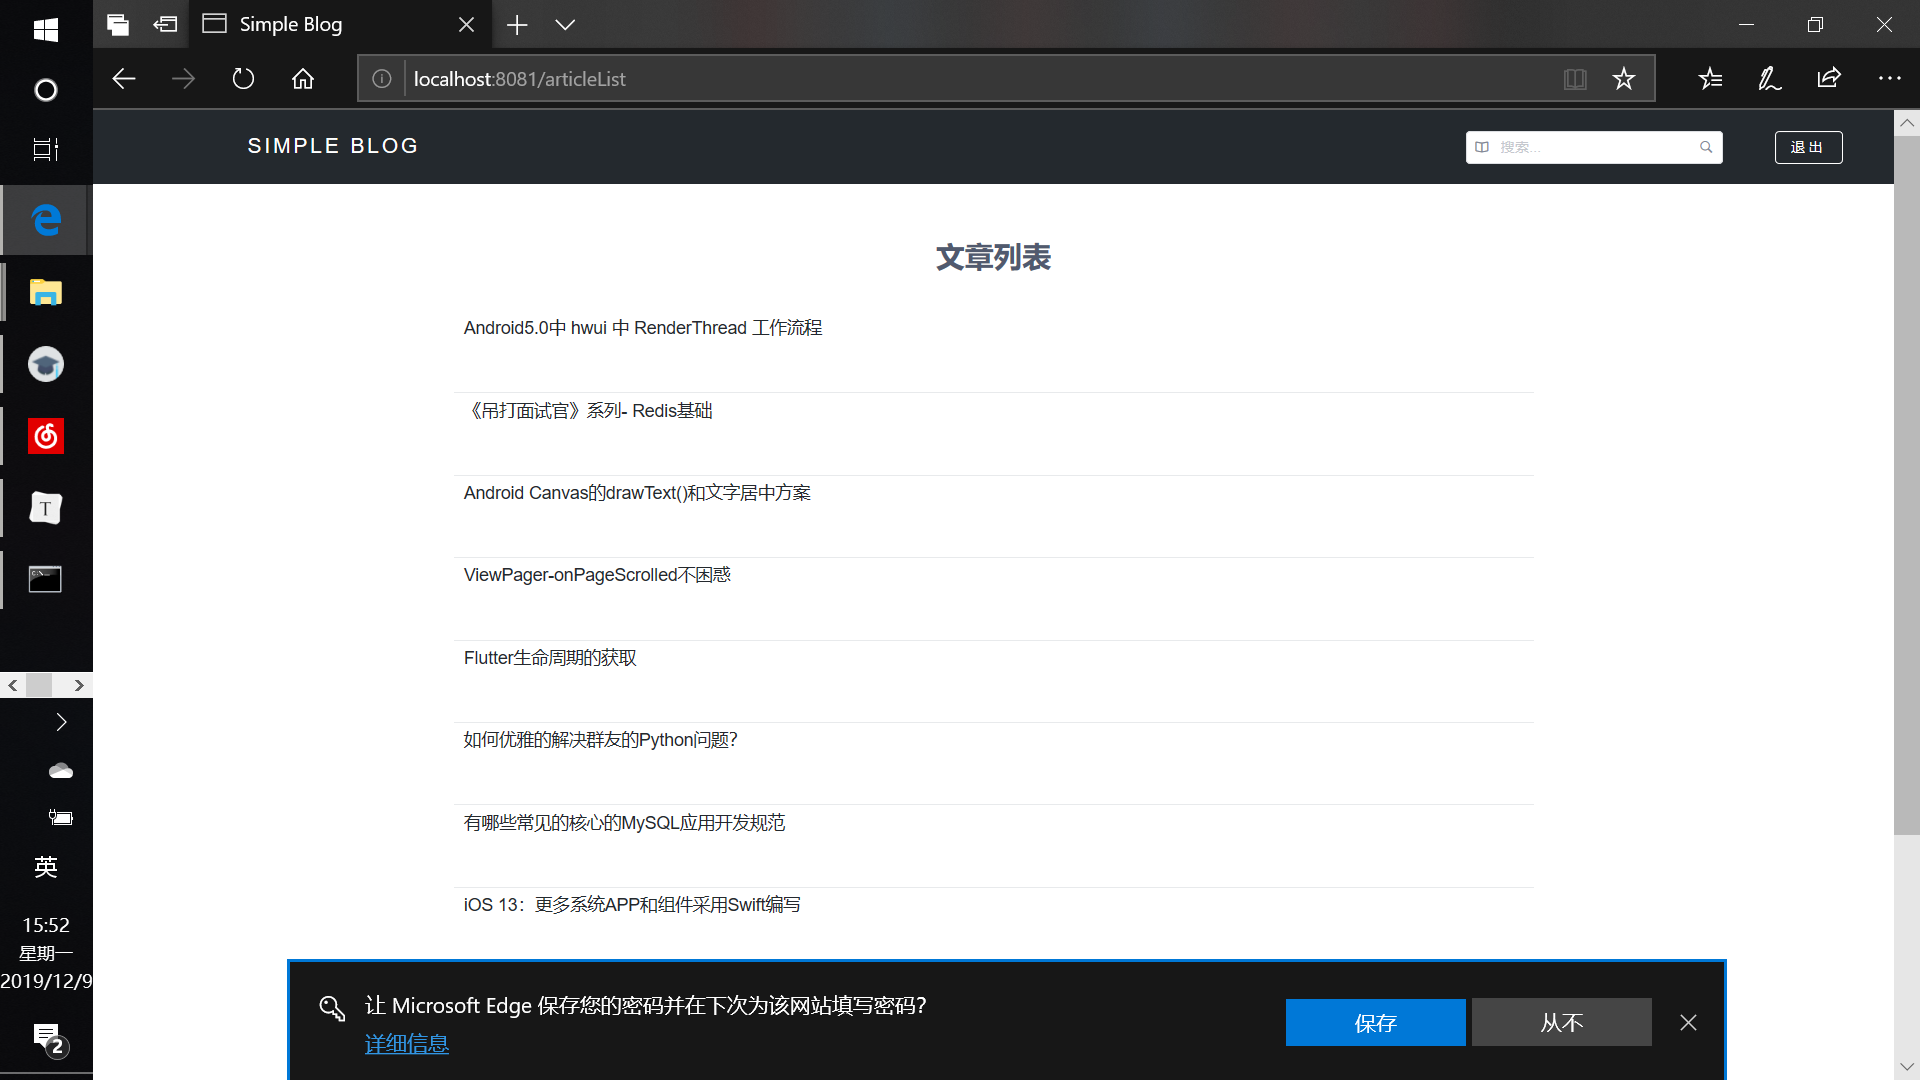 Simple Blog
localhost:8081/articleList
SIMPLE BLOG
搜索...
退出
文章列表
Android5.0中 hwui 中 RenderThread 工作流程
《吊打面试官》系列- Redis基础
Android Canvas的drawText()和文字居中方案
ViewPager-onPageScrolled不困惑
Flutter生命周期的获取
如何优雅的解决群友的Python问题?
有哪些常见的核心的MySQL应用开发规范
iOS 13：更多系统APP和组件采用Swift编写
让 Microsoft Edge 保存您的密码并在下次为该网站填写密码?
详细信息
保存
从不
T
英
15:52
星期一
2019/12/9
2